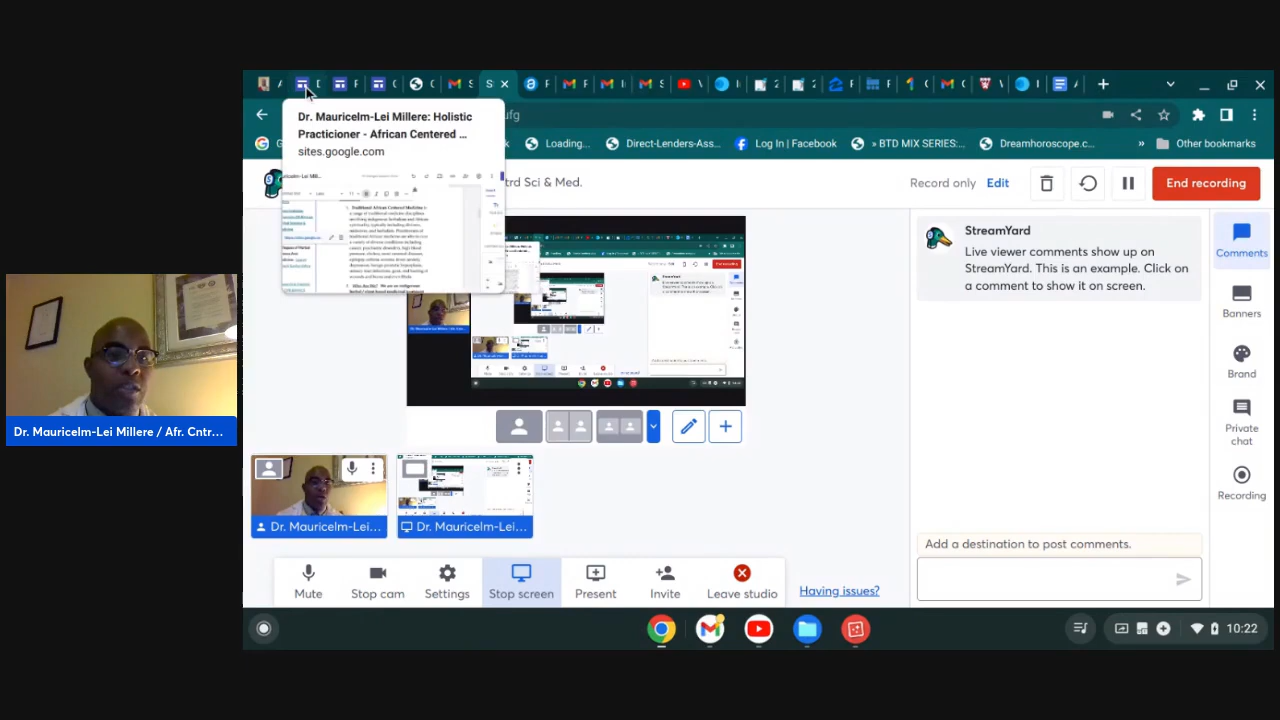 Dr. Mauricelm-Lei Millere: Holistic
Practicioner - African Centered ...
sites.google.com
ufg
Loading...
Direct-Lenders-Ass...
Log In | Facebook
» BTD MIX SERIES:...
Dreamhoroscope.c...
»
Other bookmarks
trd Sci & Med.
Record only
Edit
End recording
StreamYard
Viewer comments show up on
StreamYard. This is an example. Click on
a comment to show it on screen.
Comments
Banners
Brand
Private
chat
Recording
Dr. Mauricelm-Lei Millere / Afr. Cntr...
Dr. Mauricelm-Lei...
Dr. Mauricelm-Lei...
Add a destination to post comments.
Mute
Stop cam
Settings
Stop screen
Present
Invite
Leave studio
Having issues?
10:22